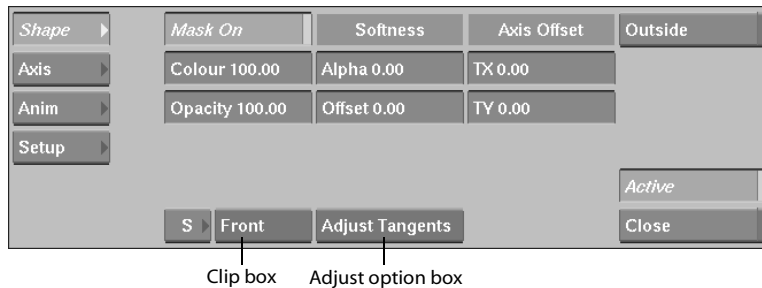 Shape Mask On Softness Axis Offset Outside
Axis Colour 100.00 Alpha 0.00 TX 0.00
Anim Opacity 100.00 Offset 0.00 TY 0.00
Setup
Active
S Front Adjust Tangents Close
Clip box Adjust option box